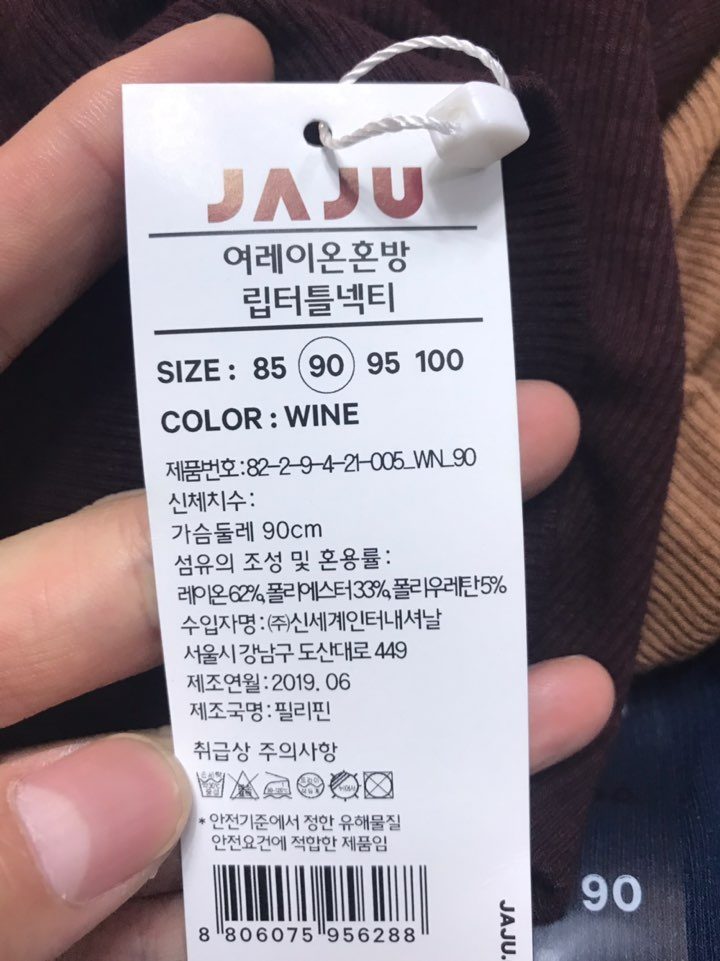 JAJU
여레이온혼방
립터틀넥티
SIZE : 85 90 95 100
COLOR : WINE
제품번호:82-2-9-4-21-005_WN_90
신체치수:
가슴둘레 90cm
섬유의 조성 및 혼용률:
레이온62%,폴리에스터33%,폴리우레탄5%
수입자명:㈜신세계인터내셔날
서울시 강남구 도산대로 449
제조연월:2019. 06
제조국명:필리핀
취급상 주의사항
*안전기준에서 정한 유해물질
안전요건에 적합한 제품임
8 806075 956288
JAJU.
90